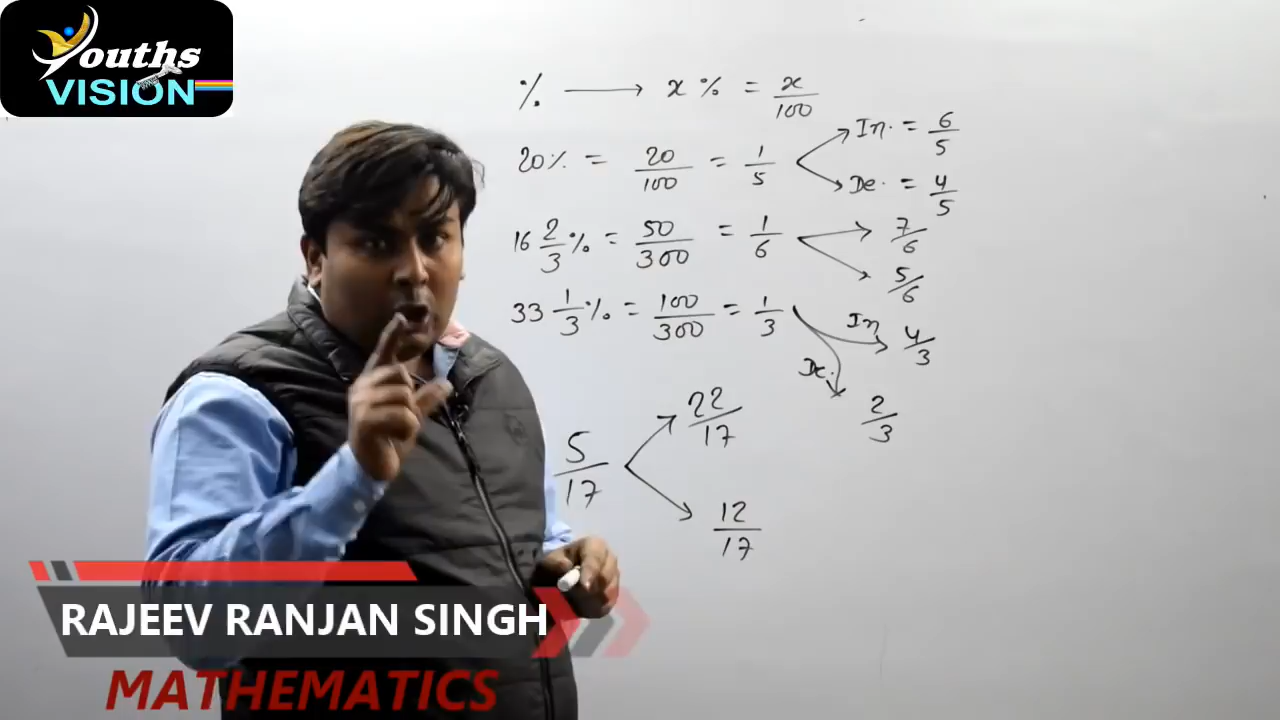 Youths
VISION
% → x % = x/100
20% = 20/100 = 1/5
In. = 6/5
De. = 4/5
16 2/3 % = 50/300 = 1/6
7/6
5/6
33 1/3 % = 100/300 = 1/3
In 4/3
De. 2/3
5/17
22/17
12/17
RAJEEV RANJAN SINGH
MATHEMATICS